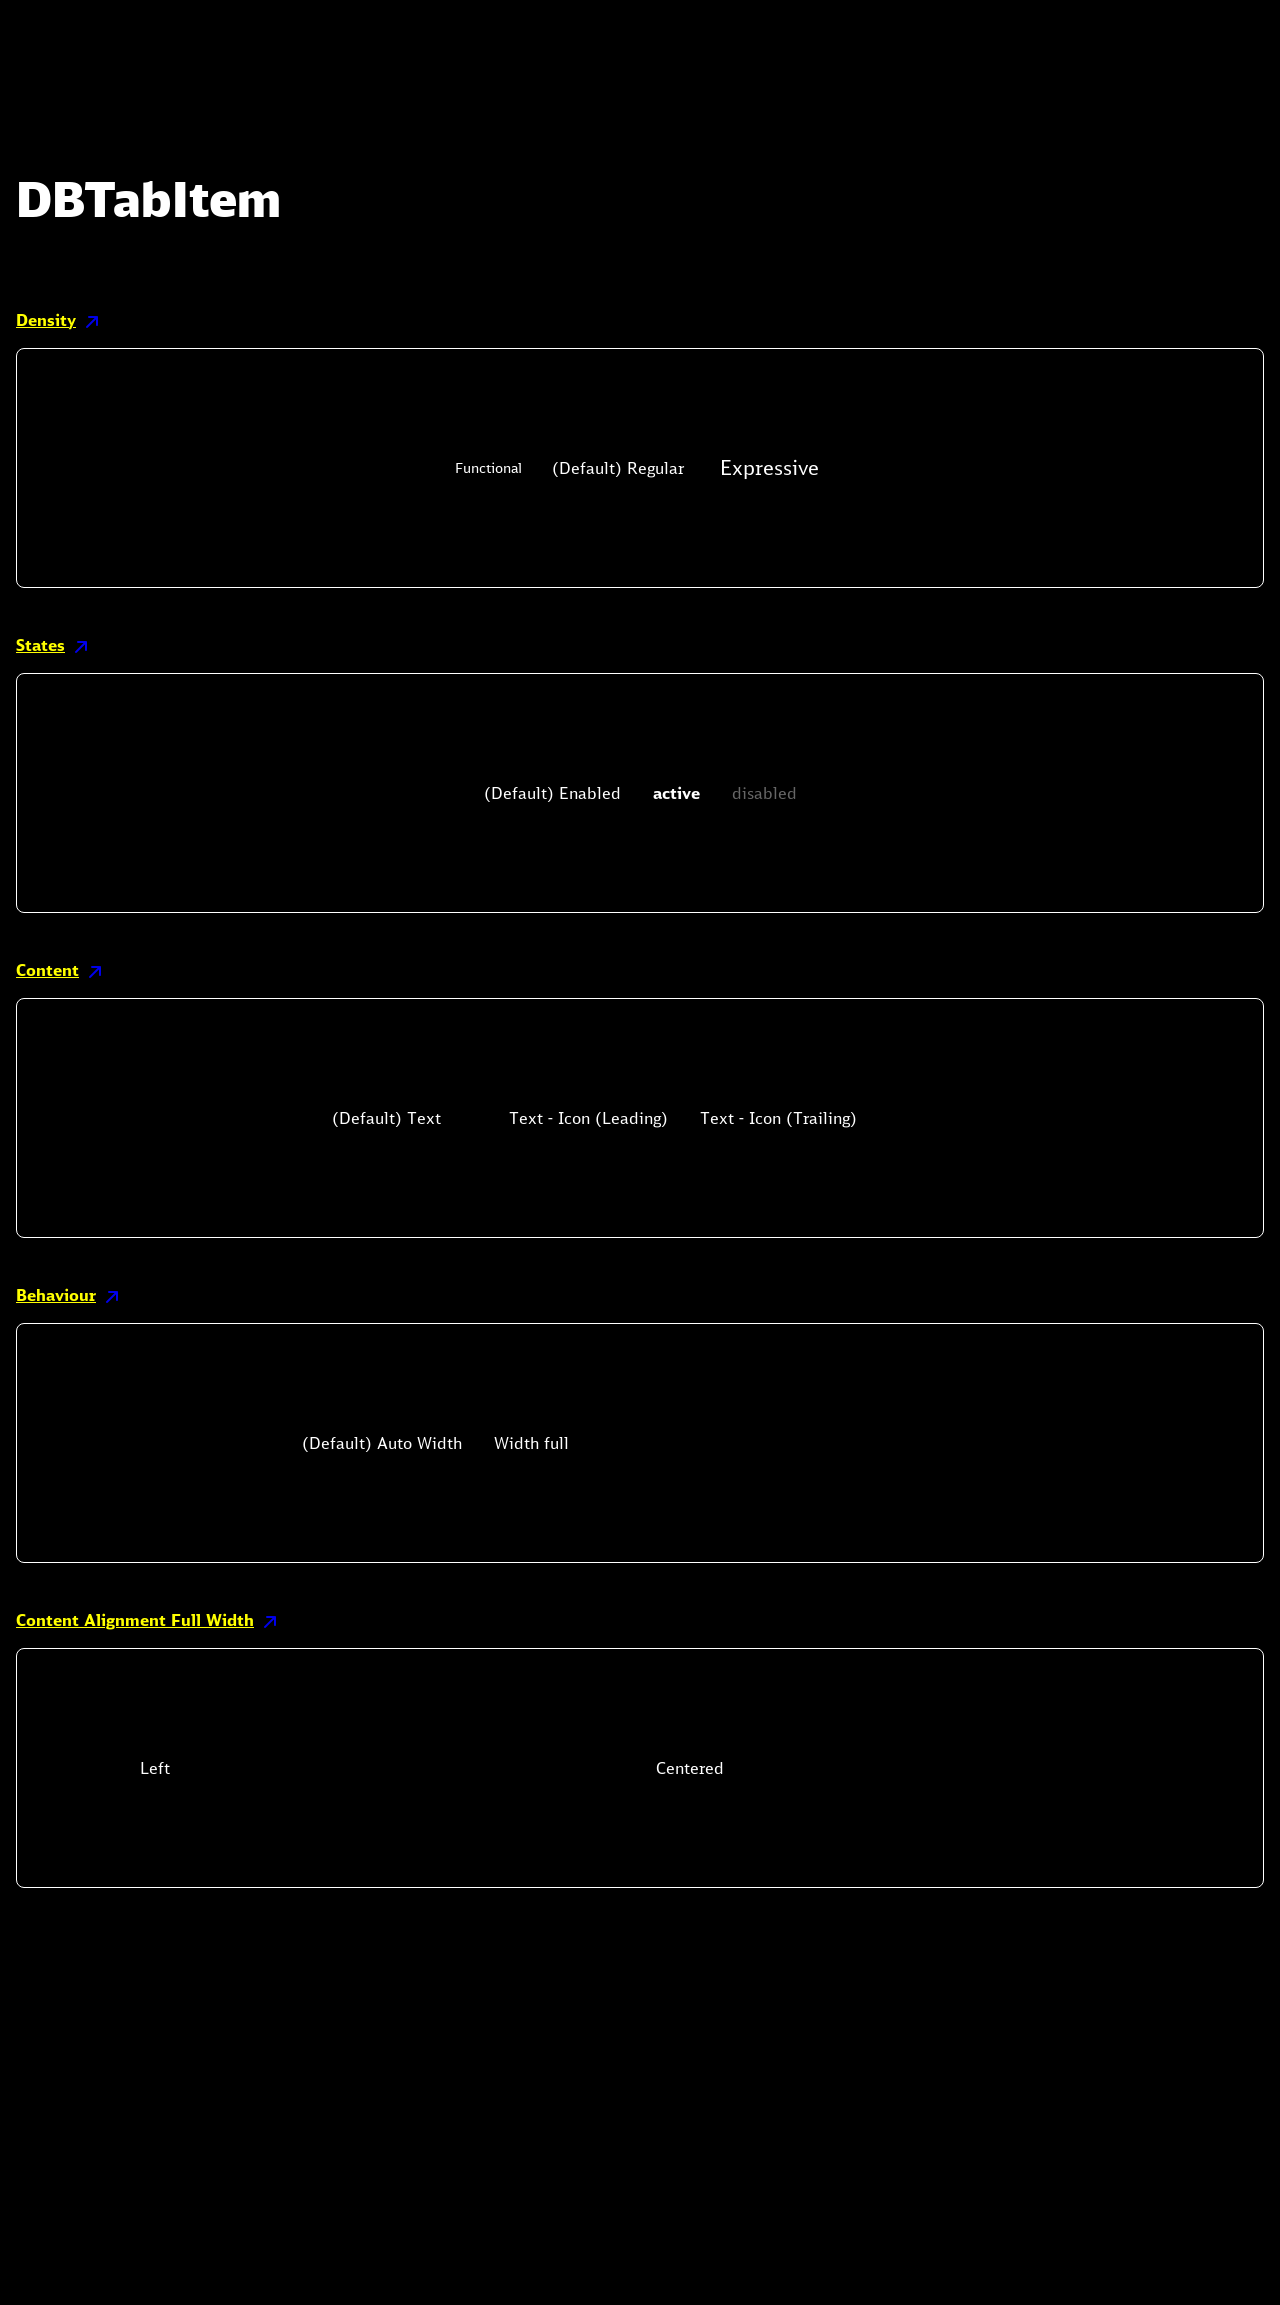 DBTabItem
Density
Functional (Default) Regular Expressive
States
(Default) Enabled active disabled
Content
(Default) Text Text - Icon (Leading) Text - Icon (Trailing)
Behaviour
(Default) Auto Width Width full
Content Alignment Full Width
Left Centered